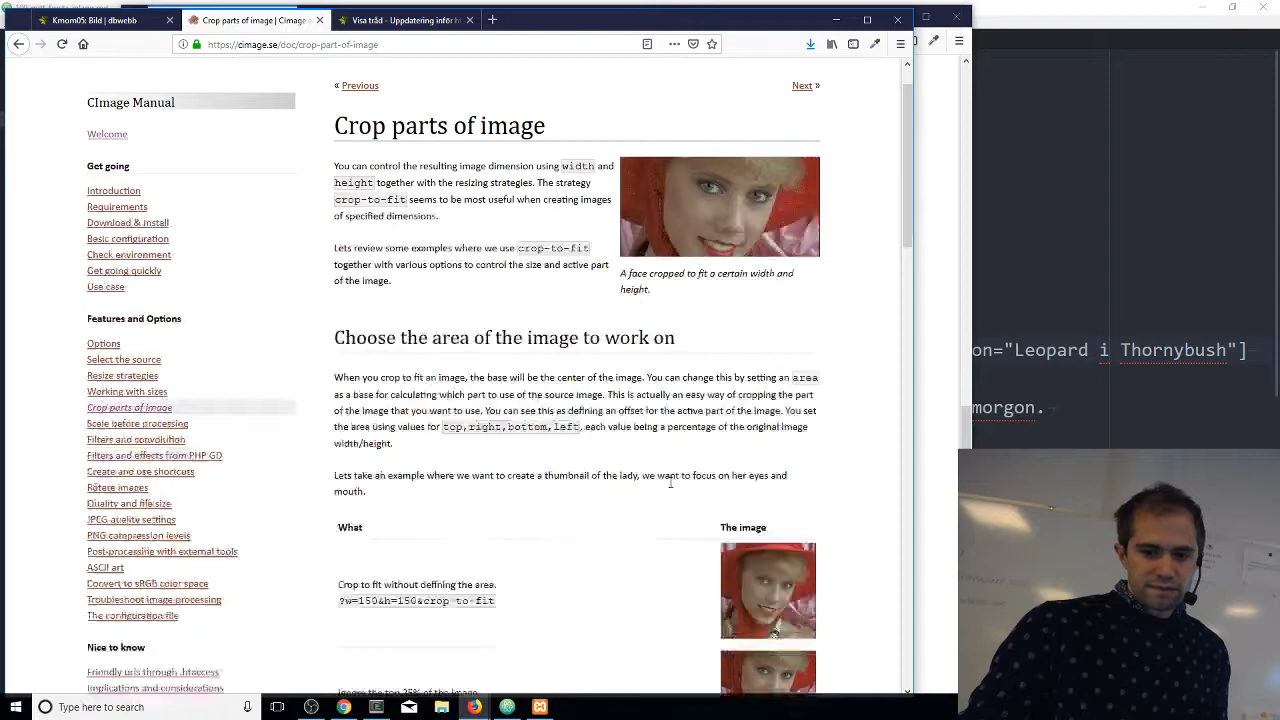 Kmom05: Bild | dbwebb
Crop parts of image | CImage a
Visa tråd - Uppdatering inför h
https://cimage.se/doc/crop-part-of-image
« Previous
Next »
CImage Manual
Welcome
Get going
Introduction
Requirements
Download & Install
Basic configuration
Check environment
Get going quickly
Use case
Features and Options
Options
Select the source
Resize strategies
Working with sizes
Crop parts of image
Scale before processing
Filters and convolution
Filters and effects from PHP GD
Create and use shortcuts
Rotate images
Quality and filesize
JPEG quality settings
PNG compression levels
Post-processing with external tools
ASCII art
Convert to sRGB color space
Troubleshoot image processing
The configuration file
Nice to know
Friendly urls through .htaccess
Implications and considerations
Crop parts of image
You can control the resulting image dimension using width and
height together with the resizing strategies. The strategy
crop-to-fit seems to be most useful when creating images
of specified dimensions.
Lets review some examples where we use crop-to-fit
together with various options to control the size and active part
of the image.
A face cropped to fit a certain width and
height.
Choose the area of the image to work on
When you crop to fit an image, the base will be the center of the image. You can change this by setting an area
as a base for calculating which part to use of the source image. This is actually an easy way of cropping the part
of the image that you want to use. You can see this as defining an offset for the active part of the image. You set
the area using values for top,right,bottom,left, each value being a percentage of the original image
width/height.
Lets take an example where we want to create a thumbnail of the lady, we want to focus on her eyes and
mouth.
What
The image
Crop to fit without defining the area.
?w=150&h=150&crop-to-fit
Ignore the top 25% of the image.
on="Leopard i Thornybush"]
morgon.
Type here to search